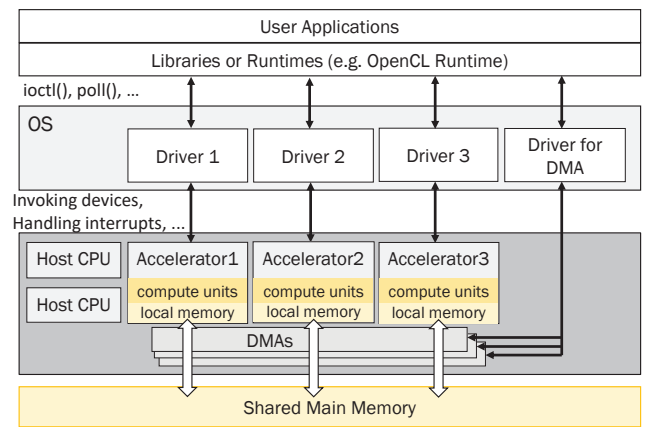 User Applications
Libraries or Runtimes (e.g. OpenCL Runtime)
ioctl(), poll(), ...
OS
Driver 1
Driver 2
Driver 3
Driver for
DMA
Invoking devices,
Handling interrupts, ...
Host CPU
Accelerator1
Accelerator2
Accelerator3
compute units
compute units
compute units
Host CPU
local memory
local memory
local memory
DMAs
Shared Main Memory